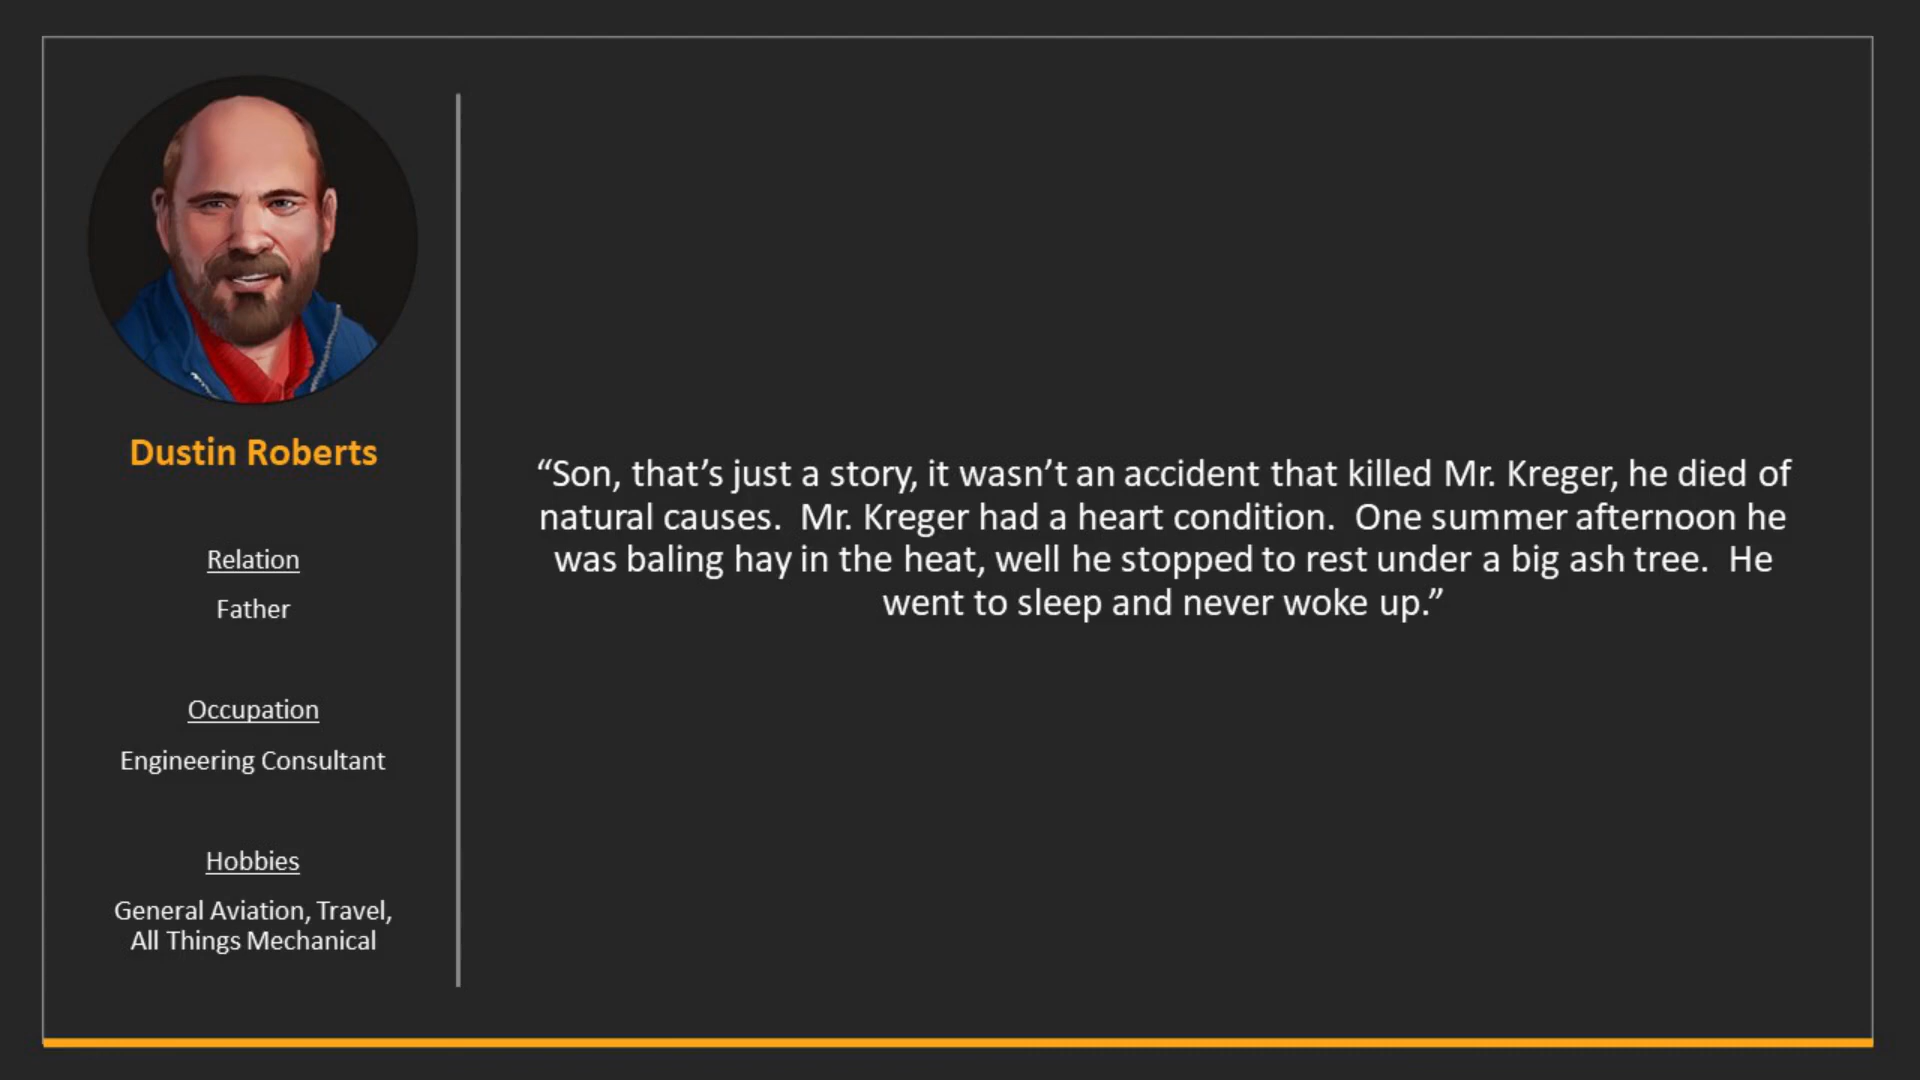 Dustin Roberts
Relation
Father
Occupation
Engineering Consultant
Hobbies
General Aviation, Travel,
All Things Mechanical
“Son, that’s just a story, it wasn’t an accident that killed Mr. Kreger, he died of
natural causes.  Mr. Kreger had a heart condition.  One summer afternoon he
was baling hay in the heat, well he stopped to rest under a big ash tree.  He
went to sleep and never woke up.”